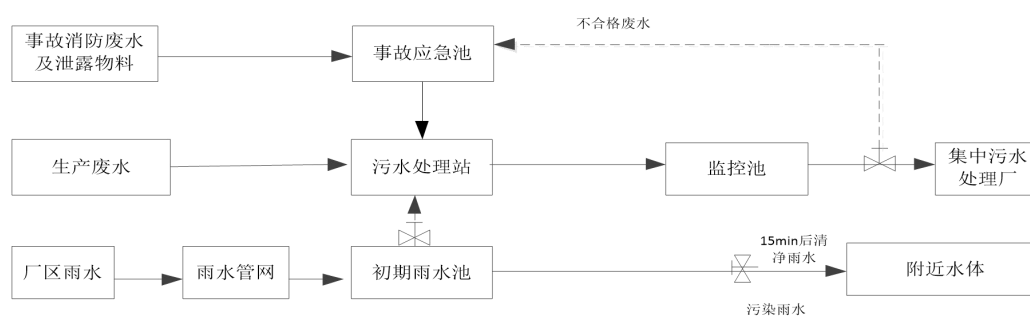 不合格废水
事故消防废水
及泄露物料
事故应急池
生产废水
污水处理站
监控池
集中污水
处理厂
厂区雨水
雨水管网
初期雨水池
15min后清
净雨水
附近水体
污染雨水